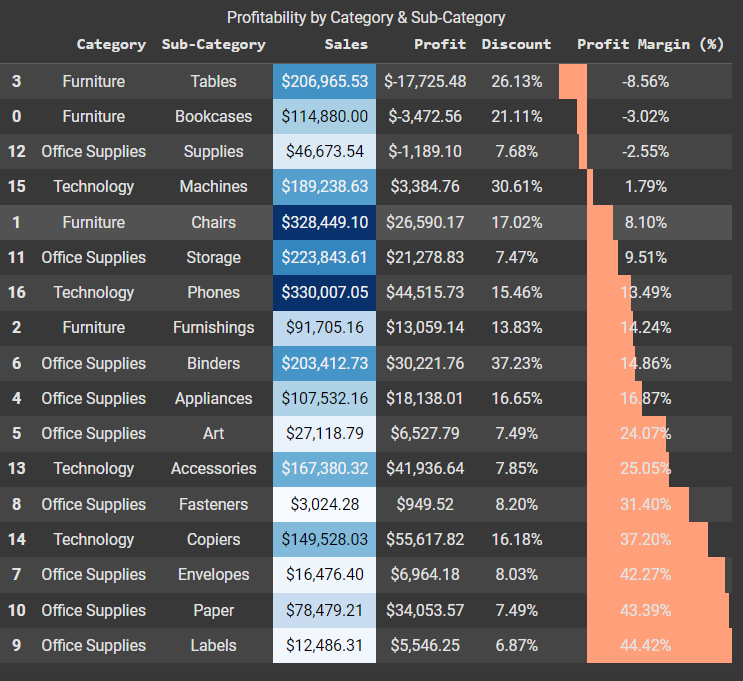 Profitability by Category & Sub-Category
Category Sub-Category Sales Profit Discount Profit Margin (%)
3 Furniture Tables $206,965.53 $-17,725.48 26.13% -8.56%
0 Furniture Bookcases $114,880.00 $-3,472.56 21.11% -3.02%
12 Office Supplies Supplies $46,673.54 $-1,189.10 7.68% -2.55%
15 Technology Machines $189,238.63 $3,384.76 30.61% 1.79%
1 Furniture Chairs $328,449.10 $26,590.17 17.02% 8.10%
11 Office Supplies Storage $223,843.61 $21,278.83 7.47% 9.51%
16 Technology Phones $330,007.05 $44,515.73 15.46% 13.49%
2 Furniture Furnishings $91,705.16 $13,059.14 13.83% 14.24%
6 Office Supplies Binders $203,412.73 $30,221.76 37.23% 14.86%
4 Office Supplies Appliances $107,532.16 $18,138.01 16.65% 16.87%
5 Office Supplies Art $27,118.79 $6,527.79 7.49% 24.07%
13 Technology Accessories $167,380.32 $41,936.64 7.85% 25.05%
8 Office Supplies Fasteners $3,024.28 $949.52 8.20% 31.40%
14 Technology Copiers $149,528.03 $55,617.82 16.18% 37.20%
7 Office Supplies Envelopes $16,476.40 $6,964.18 8.03% 42.27%
10 Office Supplies Paper $78,479.21 $34,053.57 7.49% 43.39%
9 Office Supplies Labels $12,486.31 $5,546.25 6.87% 44.42%